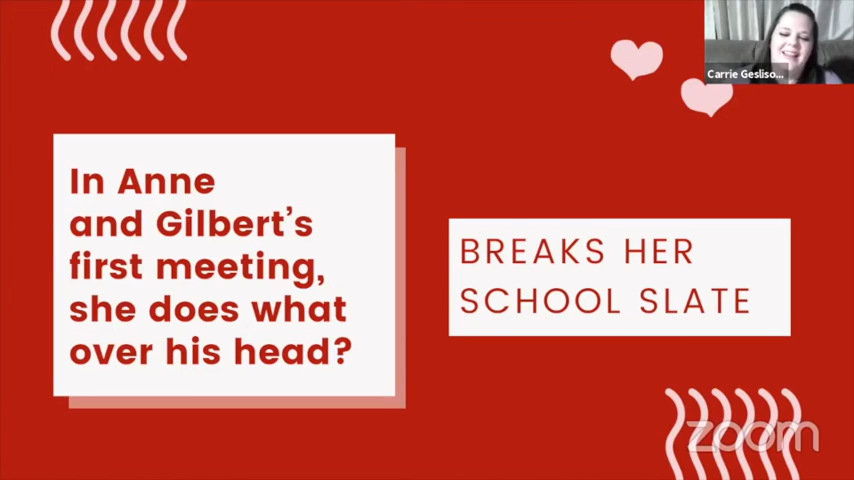 Carrie Gesliso...
In Anne
and Gilbert’s
first meeting,
she does what
over his head?
BREAKS HER
SCHOOL SLATE
zoom